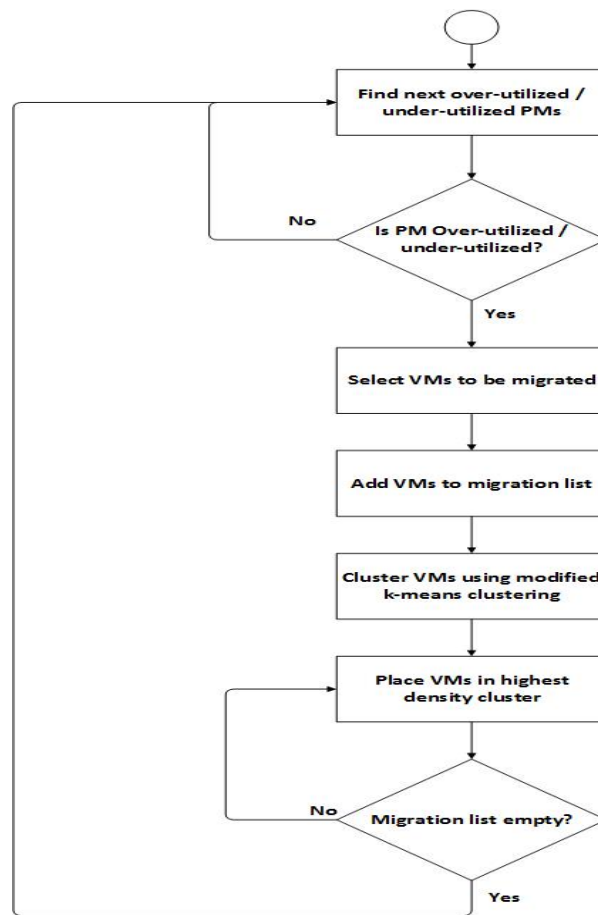 Find next over-utilized /
under-utilized PMs
No
Is PM Over-utilized /
under-utilized?
Yes
Select VMs to be migrated
Add VMs to migration list
Cluster VMs using modified
k-means clustering
Place VMs in highest
density cluster
No
Migration list empty?
Yes